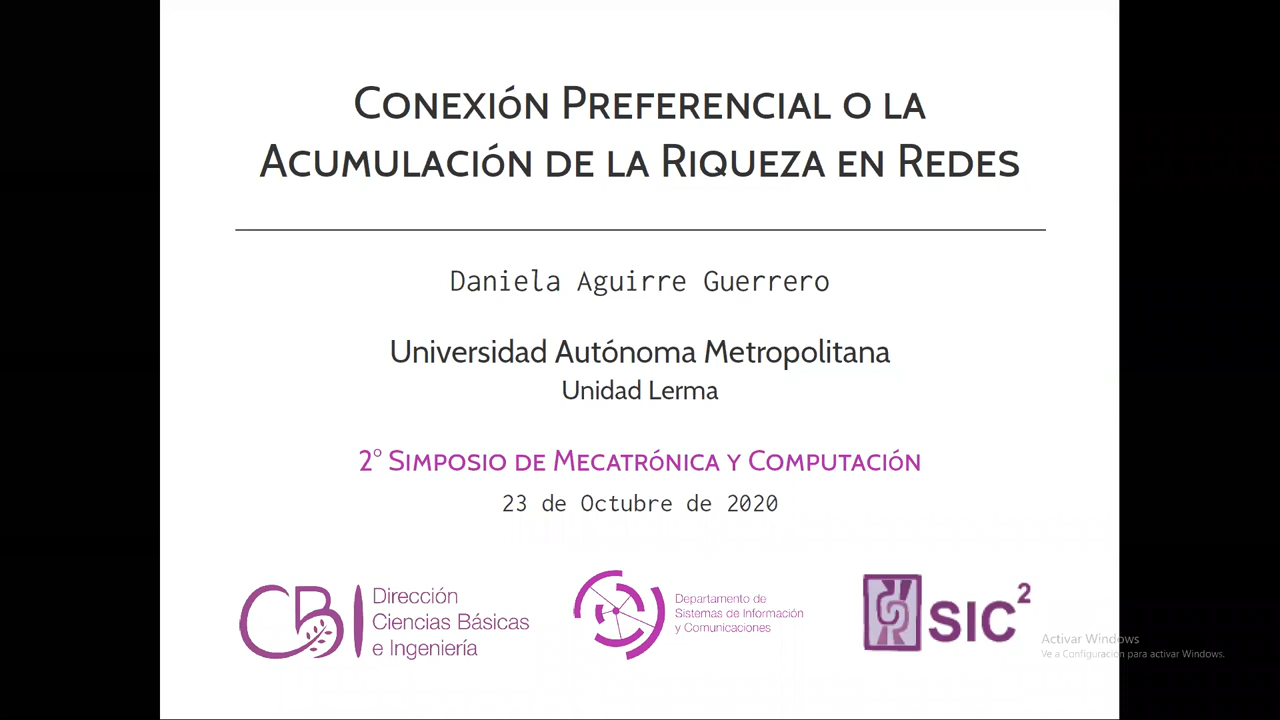 Conexión Preferencial o la
Acumulación de la Riqueza en Redes
Daniela Aguirre Guerrero
Universidad Autónoma Metropolitana
Unidad Lerma
2° Simposio de Mecatrónica y Computación
23 de Octubre de 2020
CBI
Dirección
Ciencias Básicas
e Ingeniería
Departamento de
Sistemas de Información
y Comunicaciones
SIC²
Activar Windows
Ve a Configuración para activar Windows.